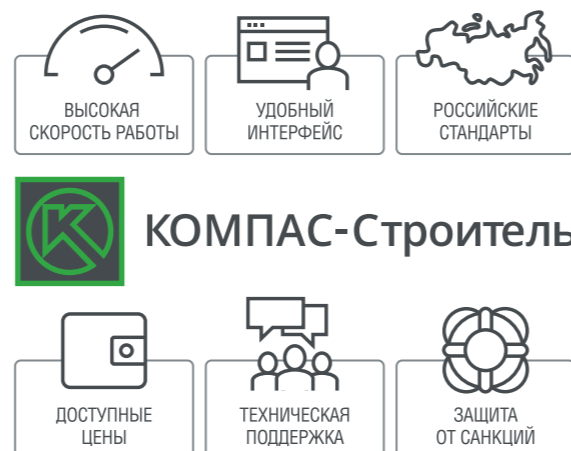 ВЫСОКАЯ
СКОРОСТЬ РАБОТЫ
УДОБНЫЙ
ИНТЕРФЕЙС
РОССИЙСКИЕ
СТАНДАРТЫ
КОМПАС-Строитель
ДОСТУПНЫЕ
ЦЕНЫ
ТЕХНИЧЕСКАЯ
ПОДДЕРЖКА
ЗАЩИТА
ОТ САНКЦИЙ